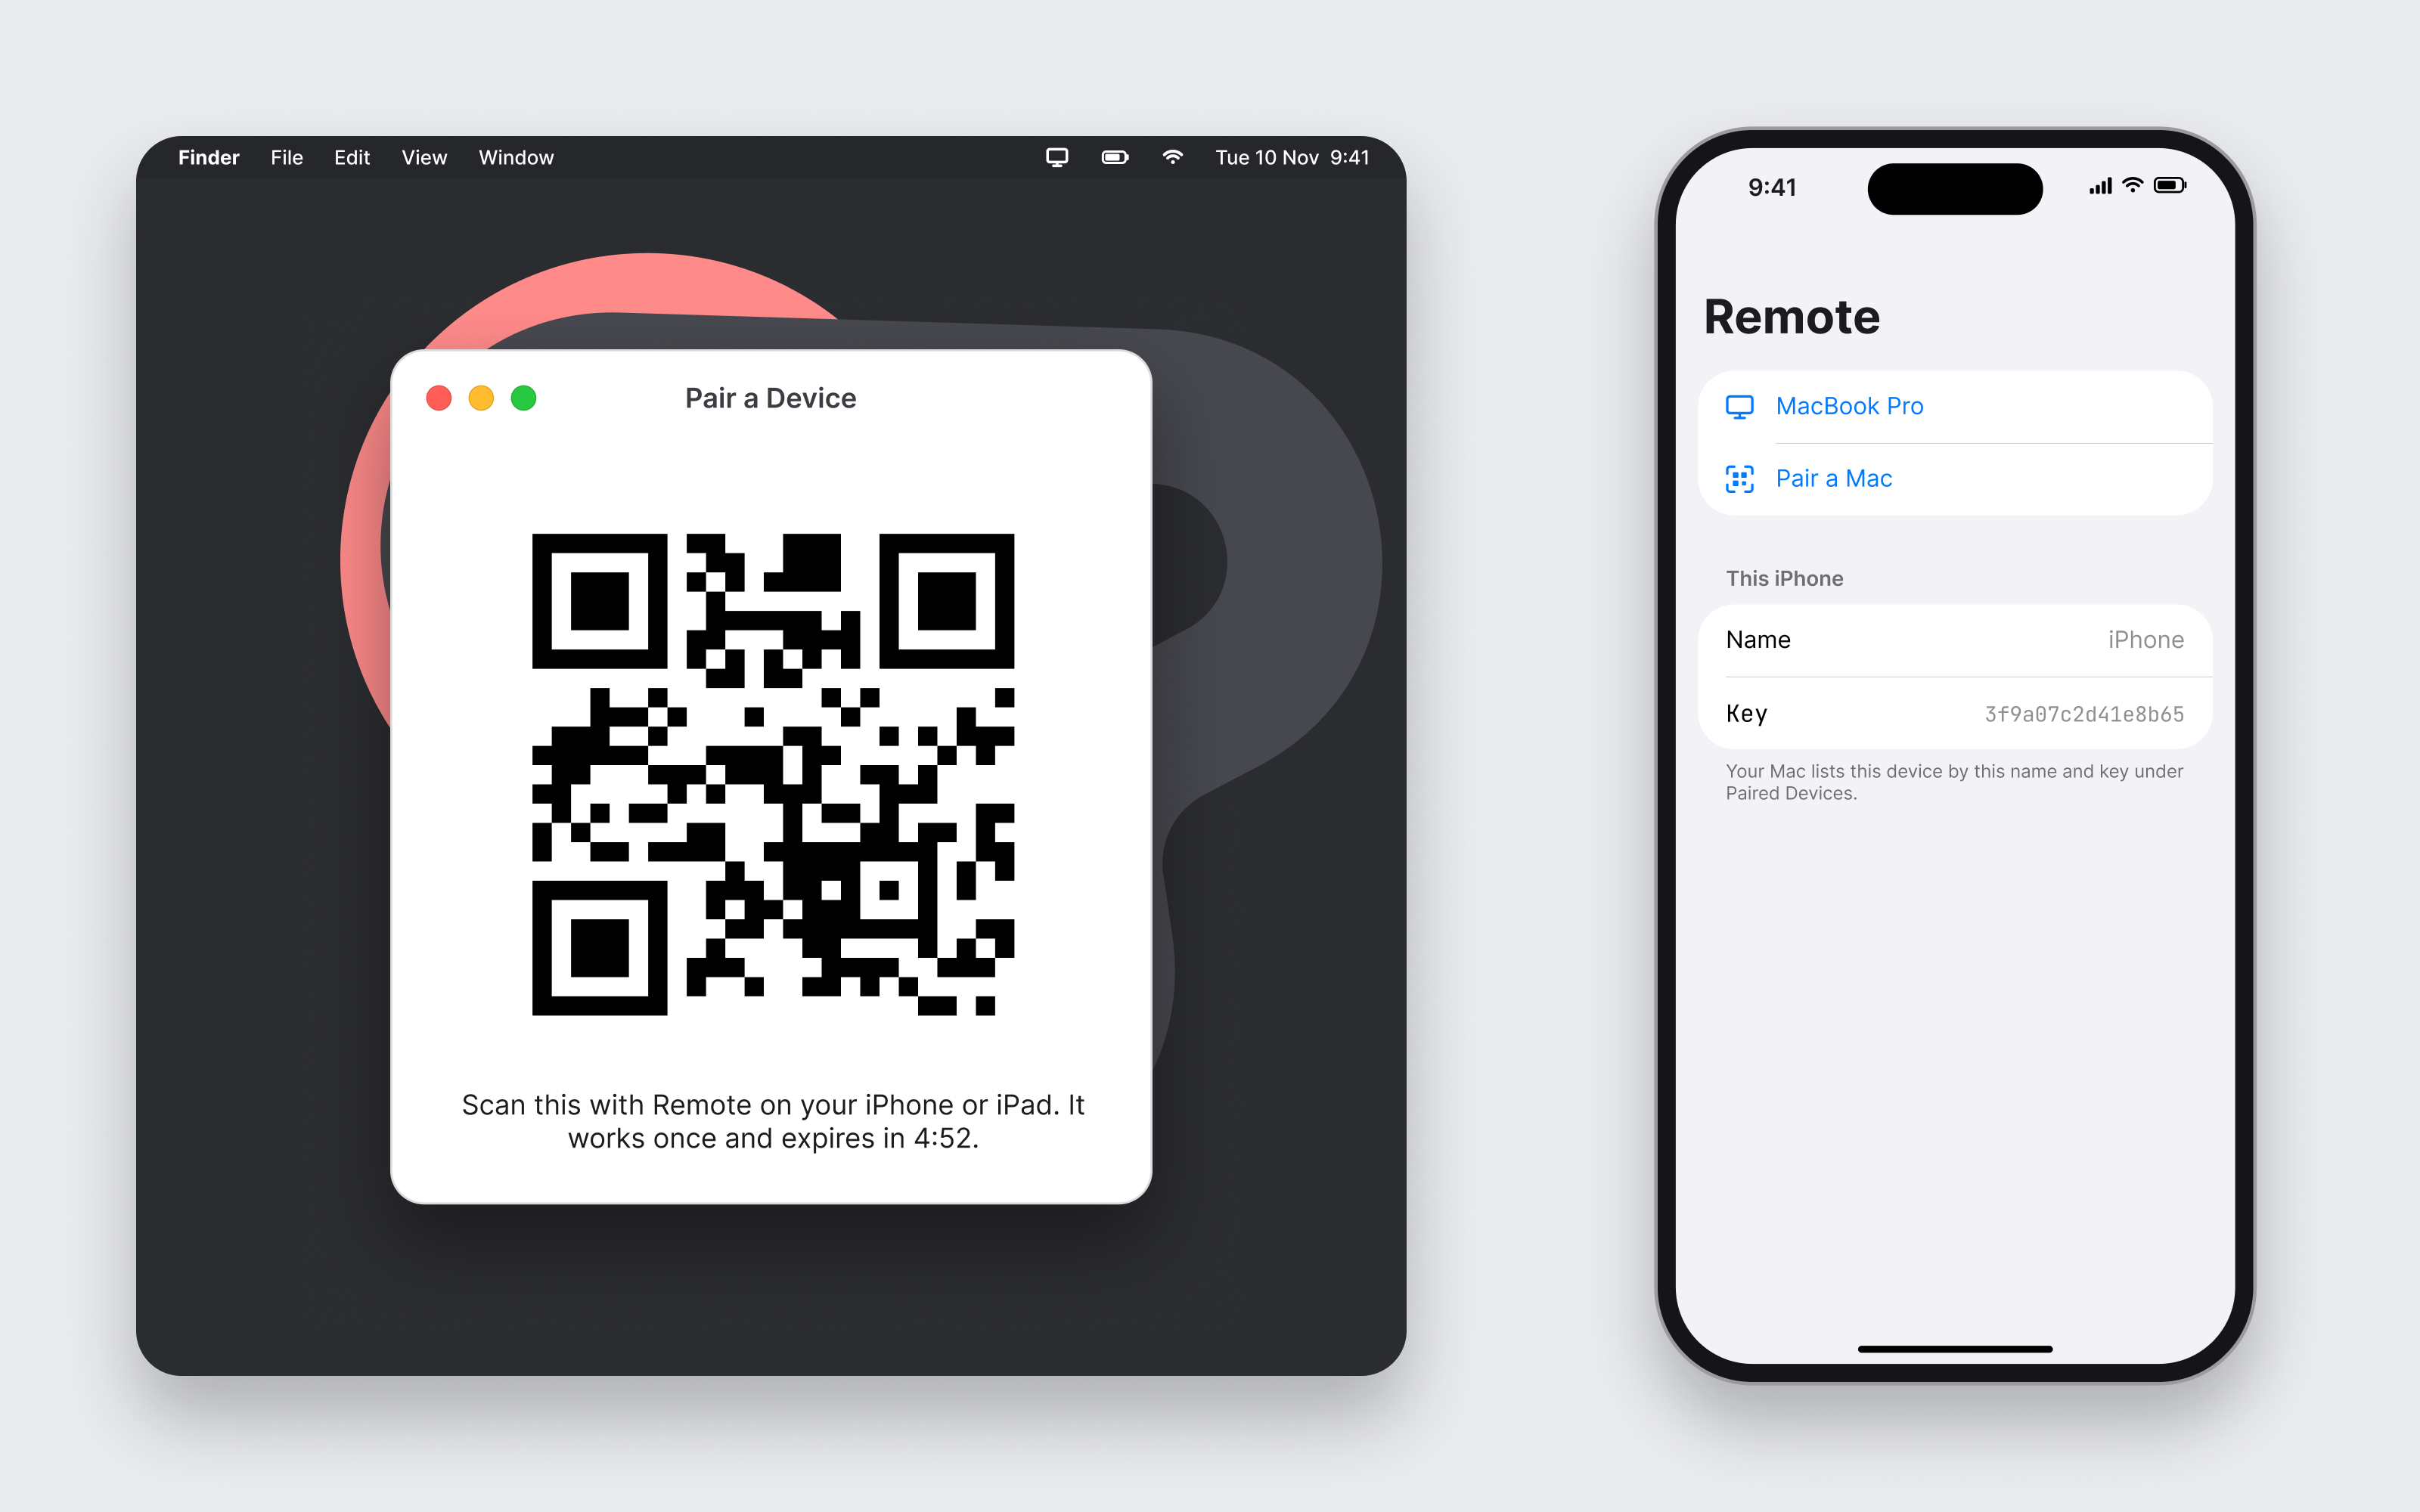 Finder File Edit View Window Tue 10 Nov 9:41
Pair a Device
Scan this with Remote on your iPhone or iPad. It
works once and expires in 4:52.
9:41
Remote
MacBook Pro
Pair a Mac
This iPhone
Name iPhone
Key 3f9a07c2d41e8b65
Your Mac lists this device by this name and key under
Paired Devices.